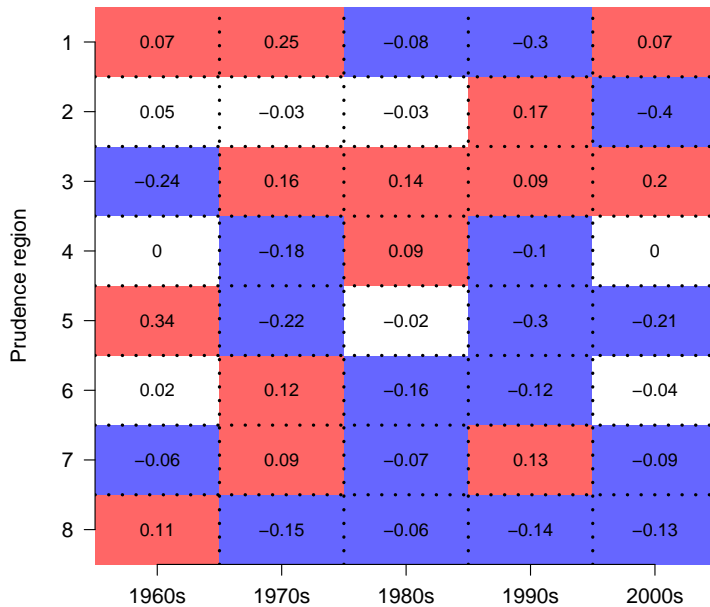 Prudence region
1 0.07 0.25 −0.08 −0.3 0.07
2 0.05 −0.03 −0.03 0.17 −0.4
3 −0.24 0.16 0.14 0.09 0.2
4 0 −0.18 0.09 −0.1 0
5 0.34 −0.22 −0.02 −0.3 −0.21
6 0.02 0.12 −0.16 −0.12 −0.04
7 −0.06 0.09 −0.07 0.13 −0.09
8 0.11 −0.15 −0.06 −0.14 −0.13
1960s 1970s 1980s 1990s 2000s